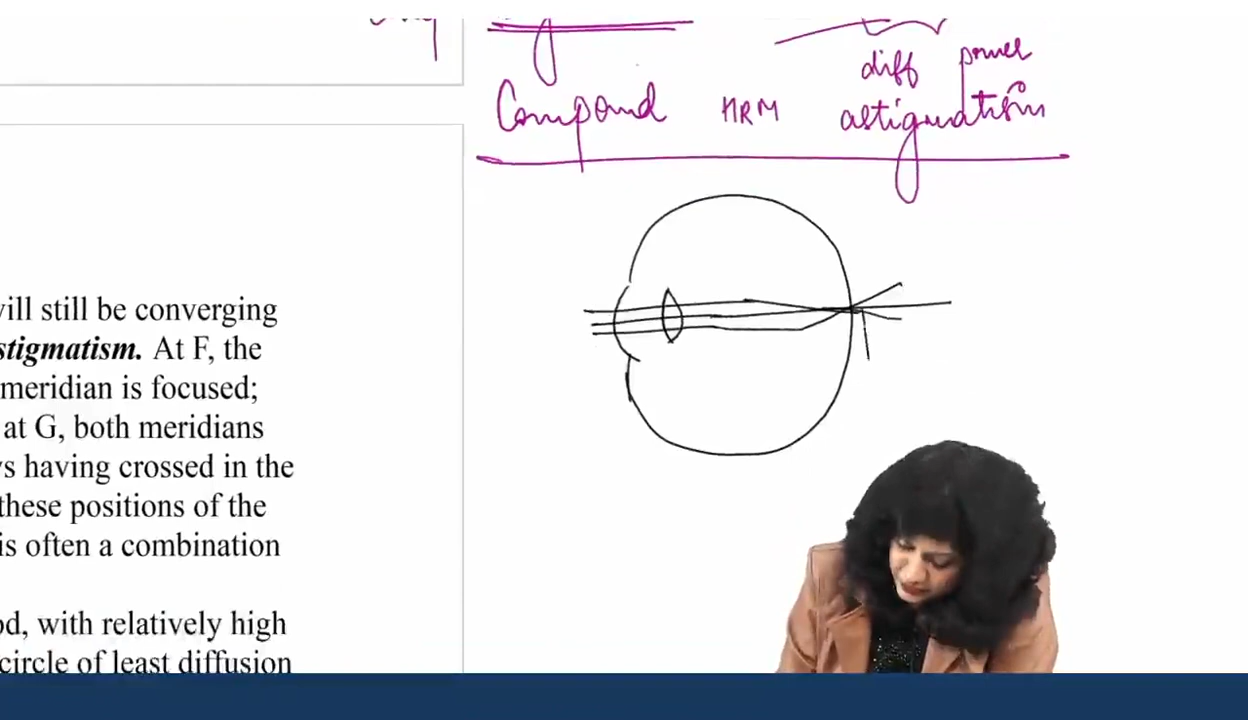 diff power
Compound HRM astigmatism
vill still be converging
stigmatism. At F, the
meridian is focused;
at G, both meridians
s having crossed in the
these positions of the
is often a combination
od, with relatively high
circle of least diffusion